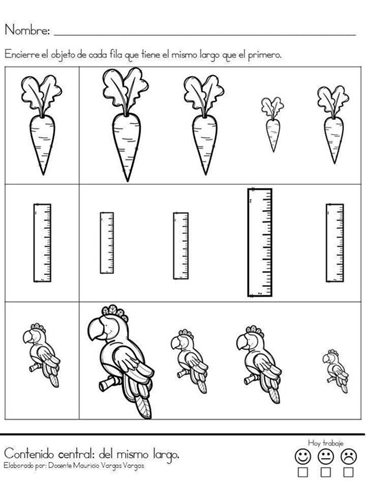 Nombre:
Encierre el objeto de cada fila que tiene el mismo largo que el primero.
Contenido central: del mismo largo.
Elaborado por: Docente Mauricio Vargas Vargas.
Hoy trabaje